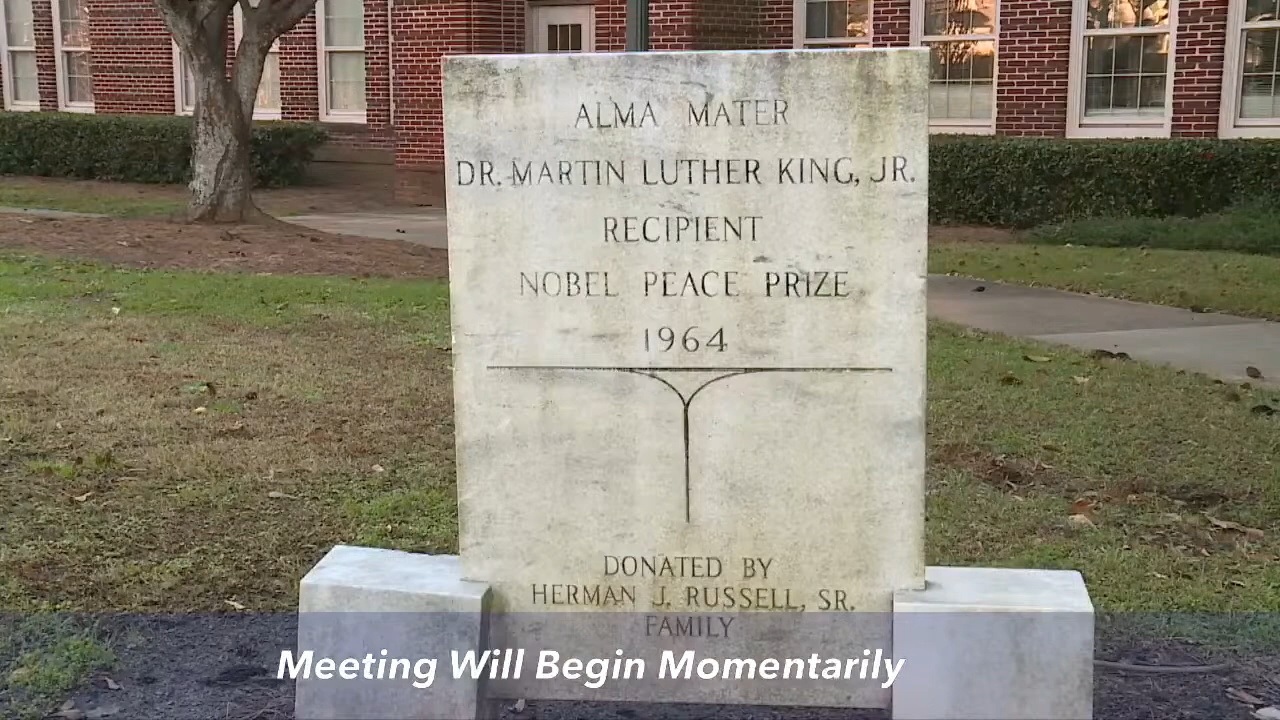 ALMA MATER
DR. MARTIN LUTHER KING, JR.
RECIPIENT
NOBEL PEACE PRIZE
1964
DONATED BY
HERMAN J. RUSSELL, SR.
FAMILY
Meeting Will Begin Momentarily